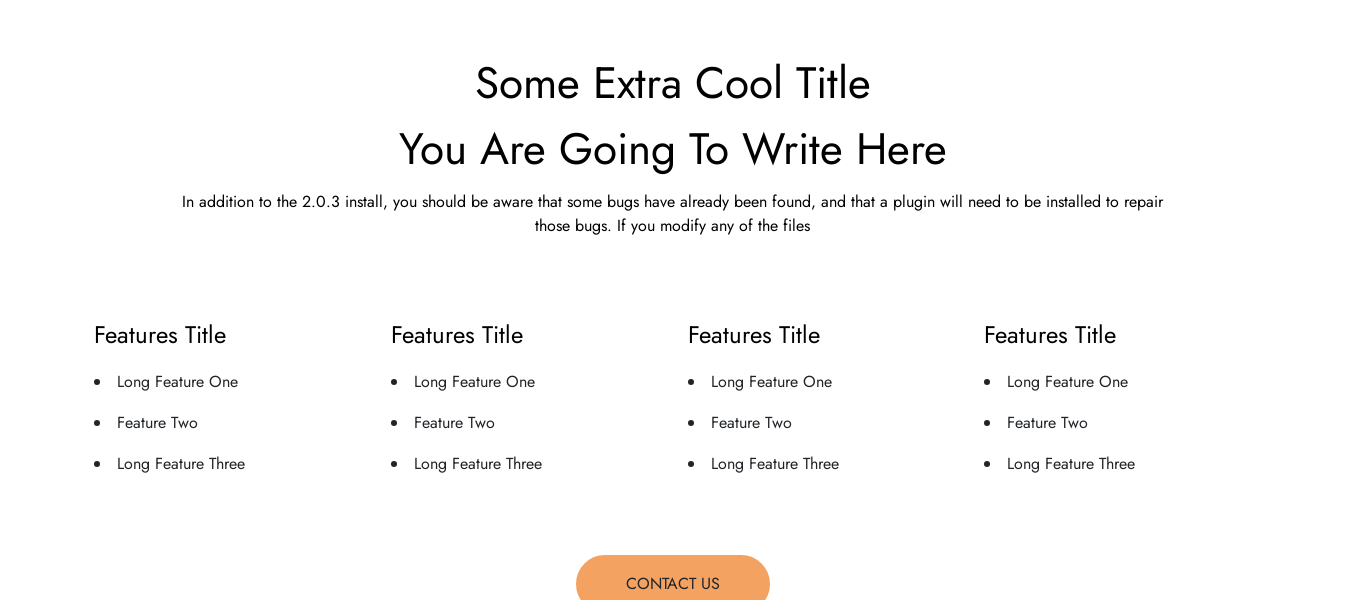 Some Extra Cool Title
You Are Going To Write Here
In addition to the 2.0.3 install, you should be aware that some bugs have already been found, and that a plugin will need to be installed to repair
those bugs. If you modify any of the files
Features Title
Long Feature One
Feature Two
Long Feature Three
Features Title
Long Feature One
Feature Two
Long Feature Three
Features Title
Long Feature One
Feature Two
Long Feature Three
Features Title
Long Feature One
Feature Two
Long Feature Three
CONTACT US